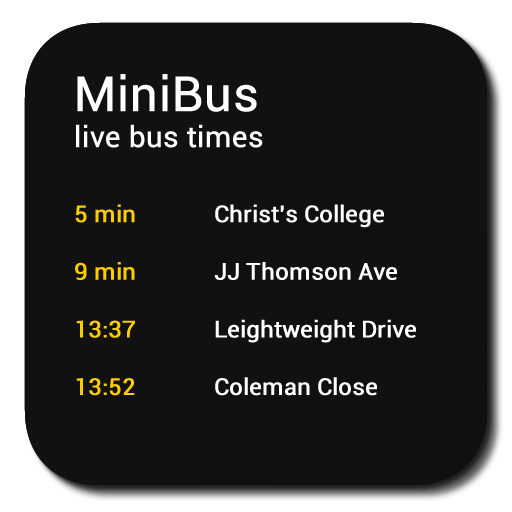 MiniBus
live bus times
5 min Christ's College
9 min JJ Thomson Ave
13:37 Leightweight Drive
13:52 Coleman Close